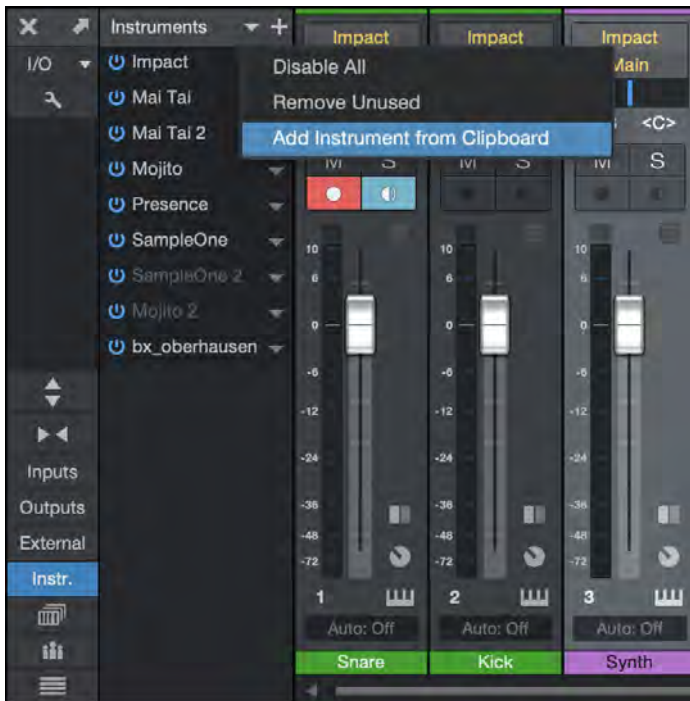 Instruments
I/O
Impact
Mai Tai
Mai Tai 2
Mojito
Presence
SampleOne
SampleOne 2
Mojito 2
bx_oberhausen
Inputs
Outputs
External
Instr.
Disable All
Remove Unused
Add Instrument from Clipboard
Impact
Impact
Impact
Main
<C>
M S
M S
M S
10
6
0
-6
-12
-24
-36
-48
-72
1
Auto: Off
Snare
10
6
0
-6
-12
-24
-36
-48
-72
2
Auto: Off
Kick
10
6
0
-6
-12
-24
-36
-48
-72
3
Auto: Off
Synth